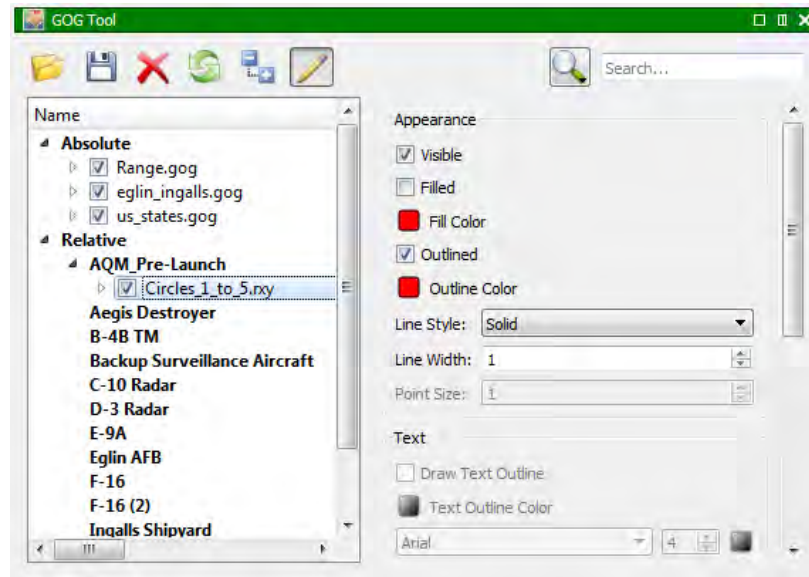 GOG Tool
Search...
Name
Absolute
Range.gog
eglin_ingalls.gog
us_states.gog
Relative
AQM_Pre-Launch
Circles_1_to_5.rxy
Aegis Destroyer
B-4B TM
Backup Surveillance Aircraft
C-10 Radar
D-3 Radar
E-9A
Eglin AFB
F-16
F-16 (2)
Ingalls Shipyard
Appearance
Visible
Filled
Fill Color
Outlined
Outline Color
Line Style: Solid
Line Width: 1
Point Size: 1
Text
Draw Text Outline
Text Outline Color
Arial 4